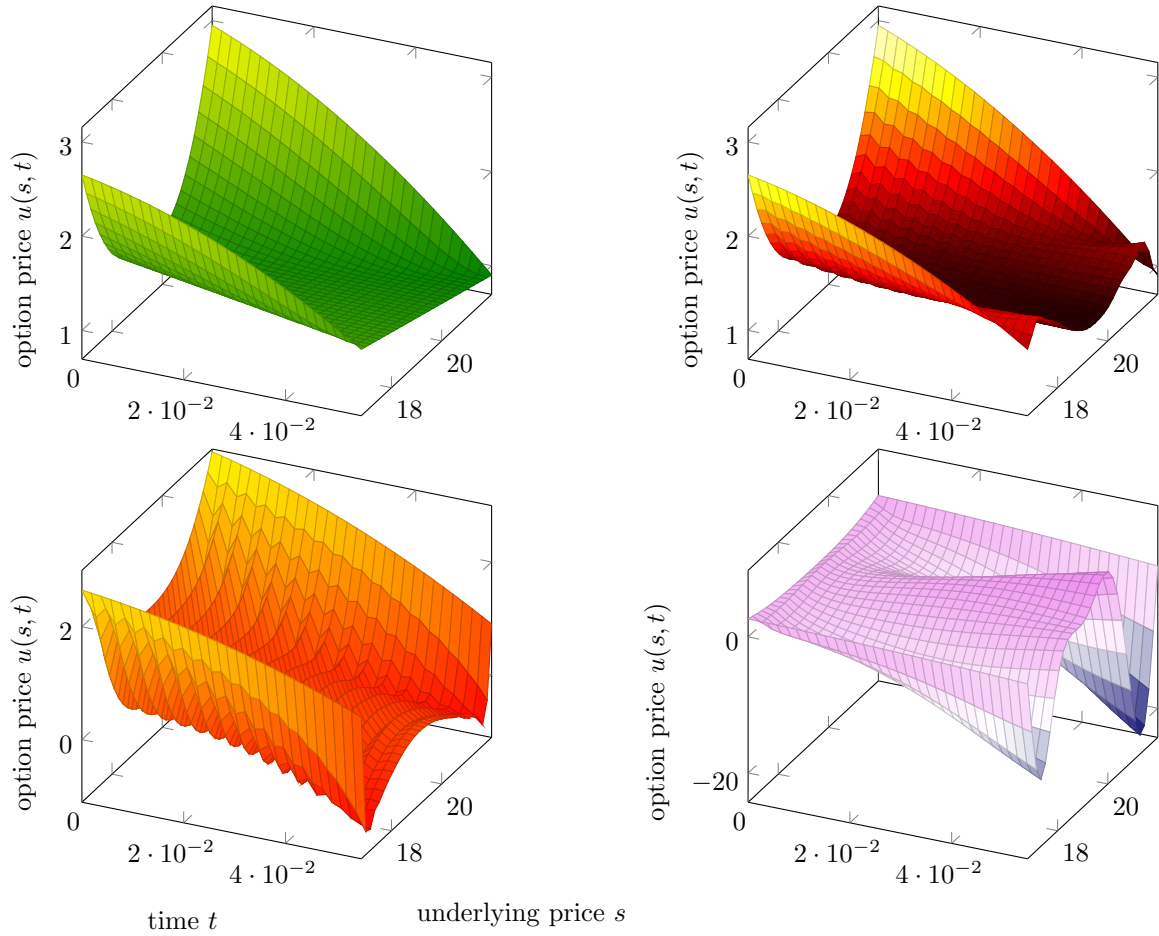 3
2
1
option price u(s, t)
0
2 · 10⁻²
4 · 10⁻²
18
20
3
2
1
option price u(s, t)
0
2 · 10⁻²
4 · 10⁻²
18
20
2
0
option price u(s, t)
0
2 · 10⁻²
4 · 10⁻²
18
20
0
−20
option price u(s, t)
0
2 · 10⁻²
4 · 10⁻²
18
20
time t
underlying price s